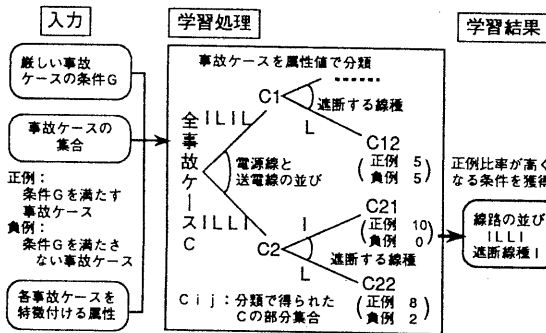 入力
厳しい事故
ケースの条件G
事故ケースの
集合
正例：
条件Gを満たす
事故ケース
負例：
条件Gを満たさ
ない事故ケース
各事故ケースを
特徴付ける属性
学習処理
事故ケースを属性値で分類
全事故ケースC
ILIL
ILLI
電源線と
送電線の並び
C1
遮断する線種
L
C12
正例 5
負例 5
C2
I
遮断する線種
L
C21
正例 10
負例 0
C22
正例 8
負例 2
Cij：分類で得られた
Cの部分集合
学習結果
正例比率が高く
なる条件を獲得
線路の並び
ILLI
遮断線種I